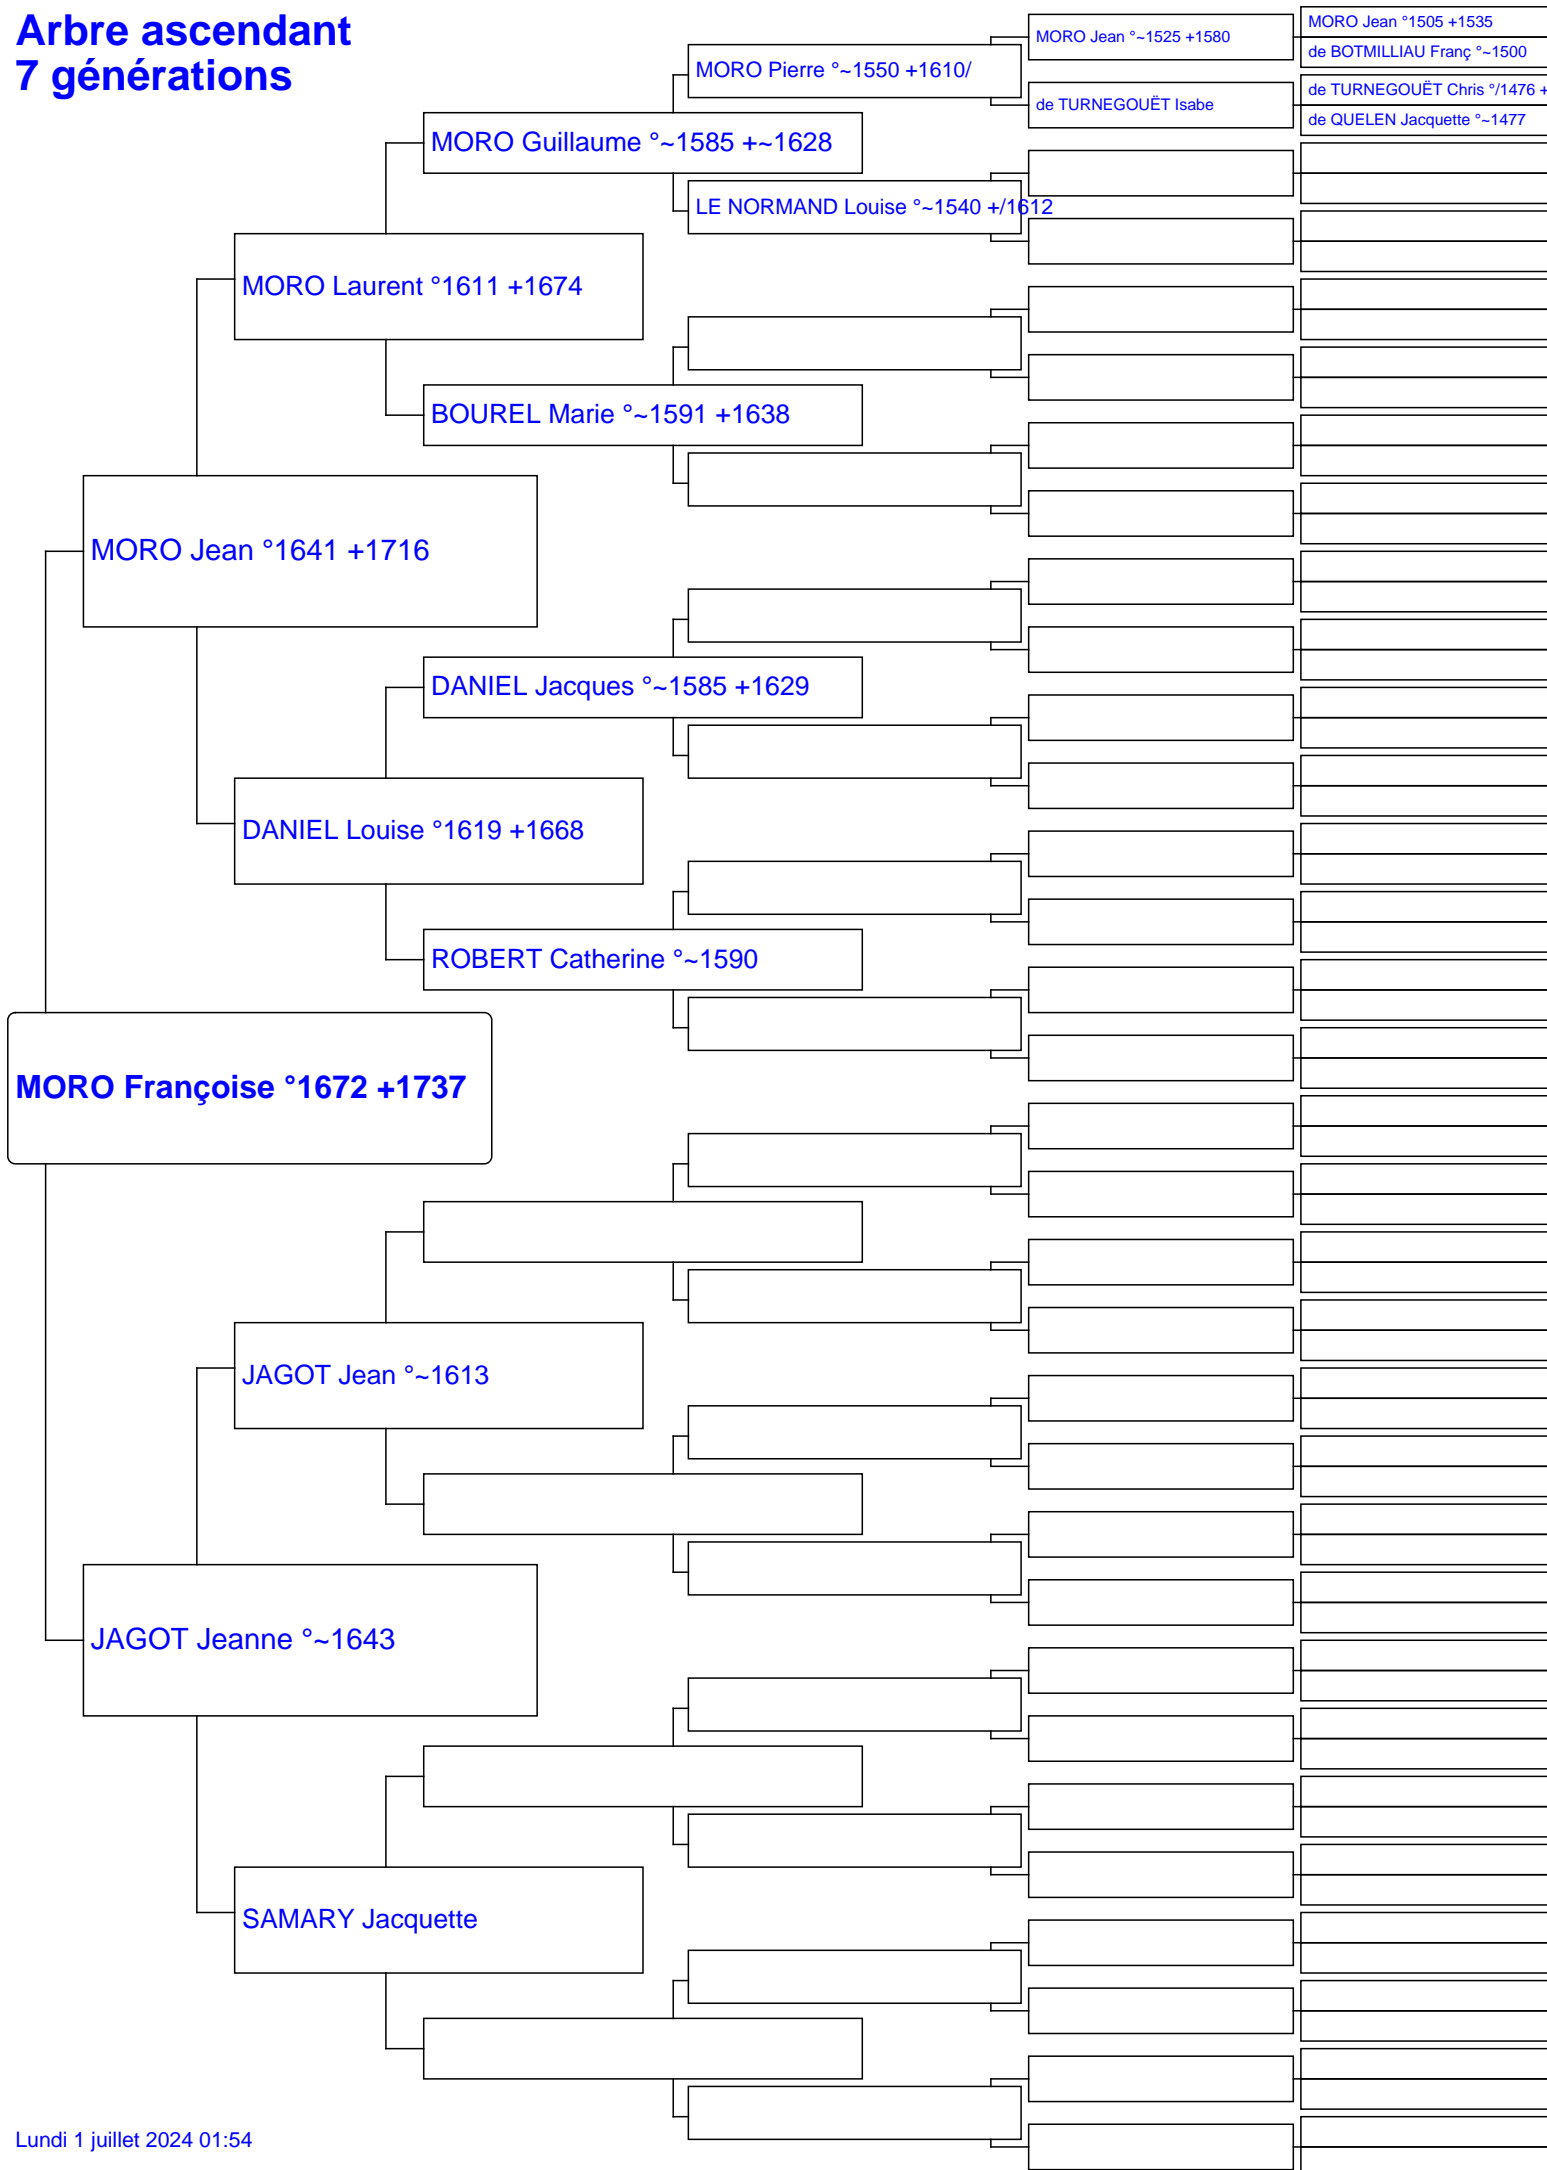 Arbre ascendant
7 générations
MORO Jean °1505 +1535
MORO Jean °~1525 +1580
de BOTMILLIAU Franç °~1500
MORO Pierre °~1550 +1610/
de TURNEGOUËT Chris °/1476 +
de TURNEGOUËT Isabe
de QUELEN Jacquette °~1477
MORO Guillaume °~1585 +~1628
LE NORMAND Louise °~1540 +/1612
MORO Laurent °1611 +1674
BOUREL Marie °~1591 +1638
MORO Jean °1641 +1716
DANIEL Jacques °~1585 +1629
DANIEL Louise °1619 +1668
ROBERT Catherine °~1590
MORO Françoise °1672 +1737
JAGOT Jean °~1613
JAGOT Jeanne °~1643
SAMARY Jacquette
Lundi 1 juillet 2024 01:54